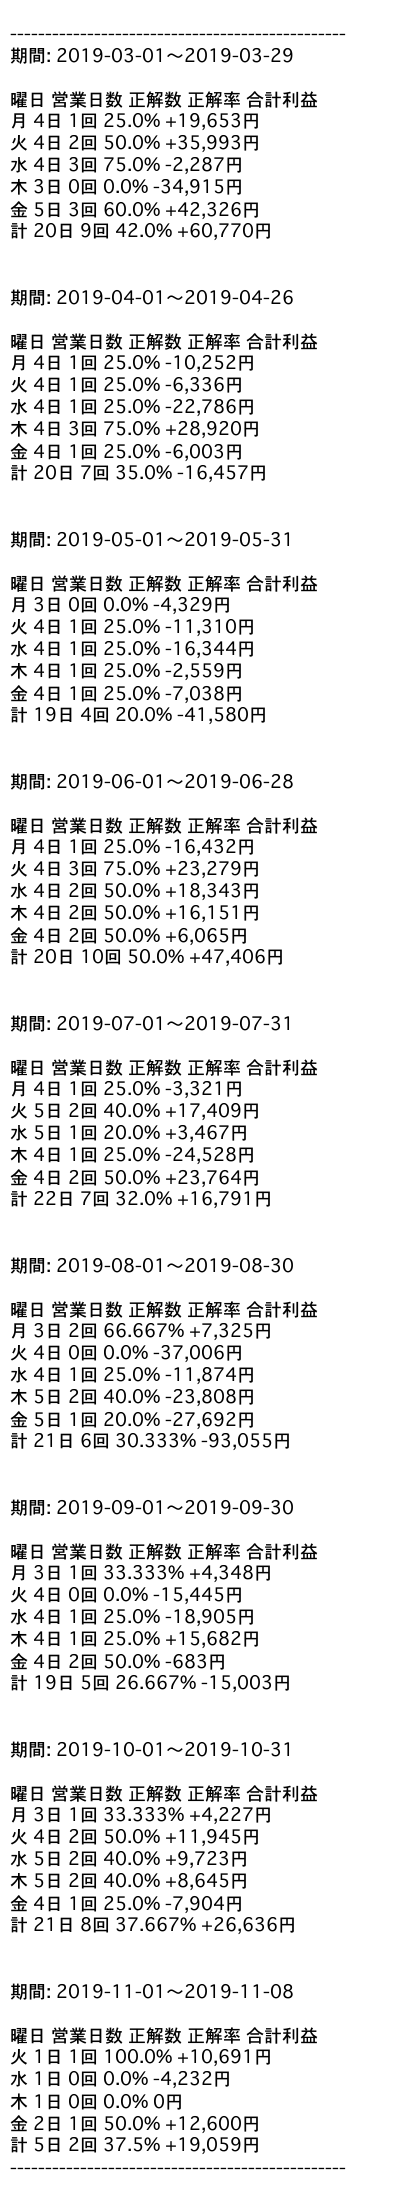 ------------------------------------------------
期間: 2019-03-01〜2019-03-29
曜日 営業日数 正解数 正解率 合計利益
月 4日 1回 25.0% +19,653円
火 4日 2回 50.0% +35,993円
水 4日 3回 75.0% -2,287円
木 3日 0回 0.0% -34,915円
金 5日 3回 60.0% +42,326円
計 20日 9回 42.0% +60,770円
期間: 2019-04-01〜2019-04-26
曜日 営業日数 正解数 正解率 合計利益
月 4日 1回 25.0% -10,252円
火 4日 1回 25.0% -6,336円
水 4日 1回 25.0% -22,786円
木 4日 3回 75.0% +28,920円
金 4日 1回 25.0% -6,003円
計 20日 7回 35.0% -16,457円
期間: 2019-05-01〜2019-05-31
曜日 営業日数 正解数 正解率 合計利益
月 3日 0回 0.0% -4,329円
火 4日 1回 25.0% -11,310円
水 4日 1回 25.0% -16,344円
木 4日 1回 25.0% -2,559円
金 4日 1回 25.0% -7,038円
計 19日 4回 20.0% -41,580円
期間: 2019-06-01〜2019-06-28
曜日 営業日数 正解数 正解率 合計利益
月 4日 1回 25.0% -16,432円
火 4日 3回 75.0% +23,279円
水 4日 2回 50.0% +18,343円
木 4日 2回 50.0% +16,151円
金 4日 2回 50.0% +6,065円
計 20日 10回 50.0% +47,406円
期間: 2019-07-01〜2019-07-31
曜日 営業日数 正解数 正解率 合計利益
月 4日 1回 25.0% -3,321円
火 5日 2回 40.0% +17,409円
水 5日 1回 20.0% +3,467円
木 4日 1回 25.0% -24,528円
金 4日 2回 50.0% +23,764円
計 22日 7回 32.0% +16,791円
期間: 2019-08-01〜2019-08-30
曜日 営業日数 正解数 正解率 合計利益
月 3日 2回 66.667% +7,325円
火 4日 0回 0.0% -37,006円
水 4日 1回 25.0% -11,874円
木 5日 2回 40.0% -23,808円
金 5日 1回 20.0% -27,692円
計 21日 6回 30.333% -93,055円
期間: 2019-09-01〜2019-09-30
曜日 営業日数 正解数 正解率 合計利益
月 3日 1回 33.333% +4,348円
火 4日 0回 0.0% -15,445円
水 4日 1回 25.0% -18,905円
木 4日 1回 25.0% +15,682円
金 4日 2回 50.0% -683円
計 19日 5回 26.667% -15,003円
期間: 2019-10-01〜2019-10-31
曜日 営業日数 正解数 正解率 合計利益
月 3日 1回 33.333% +4,227円
火 4日 2回 50.0% +11,945円
水 5日 2回 40.0% +9,723円
木 5日 2回 40.0% +8,645円
金 4日 1回 25.0% -7,904円
計 21日 8回 37.667% +26,636円
期間: 2019-11-01〜2019-11-08
曜日 営業日数 正解数 正解率 合計利益
火 1日 1回 100.0% +10,691円
水 1日 0回 0.0% -4,232円
木 1日 0回 0.0% 0円
金 2日 1回 50.0% +12,600円
計 5日 2回 37.5% +19,059円
------------------------------------------------